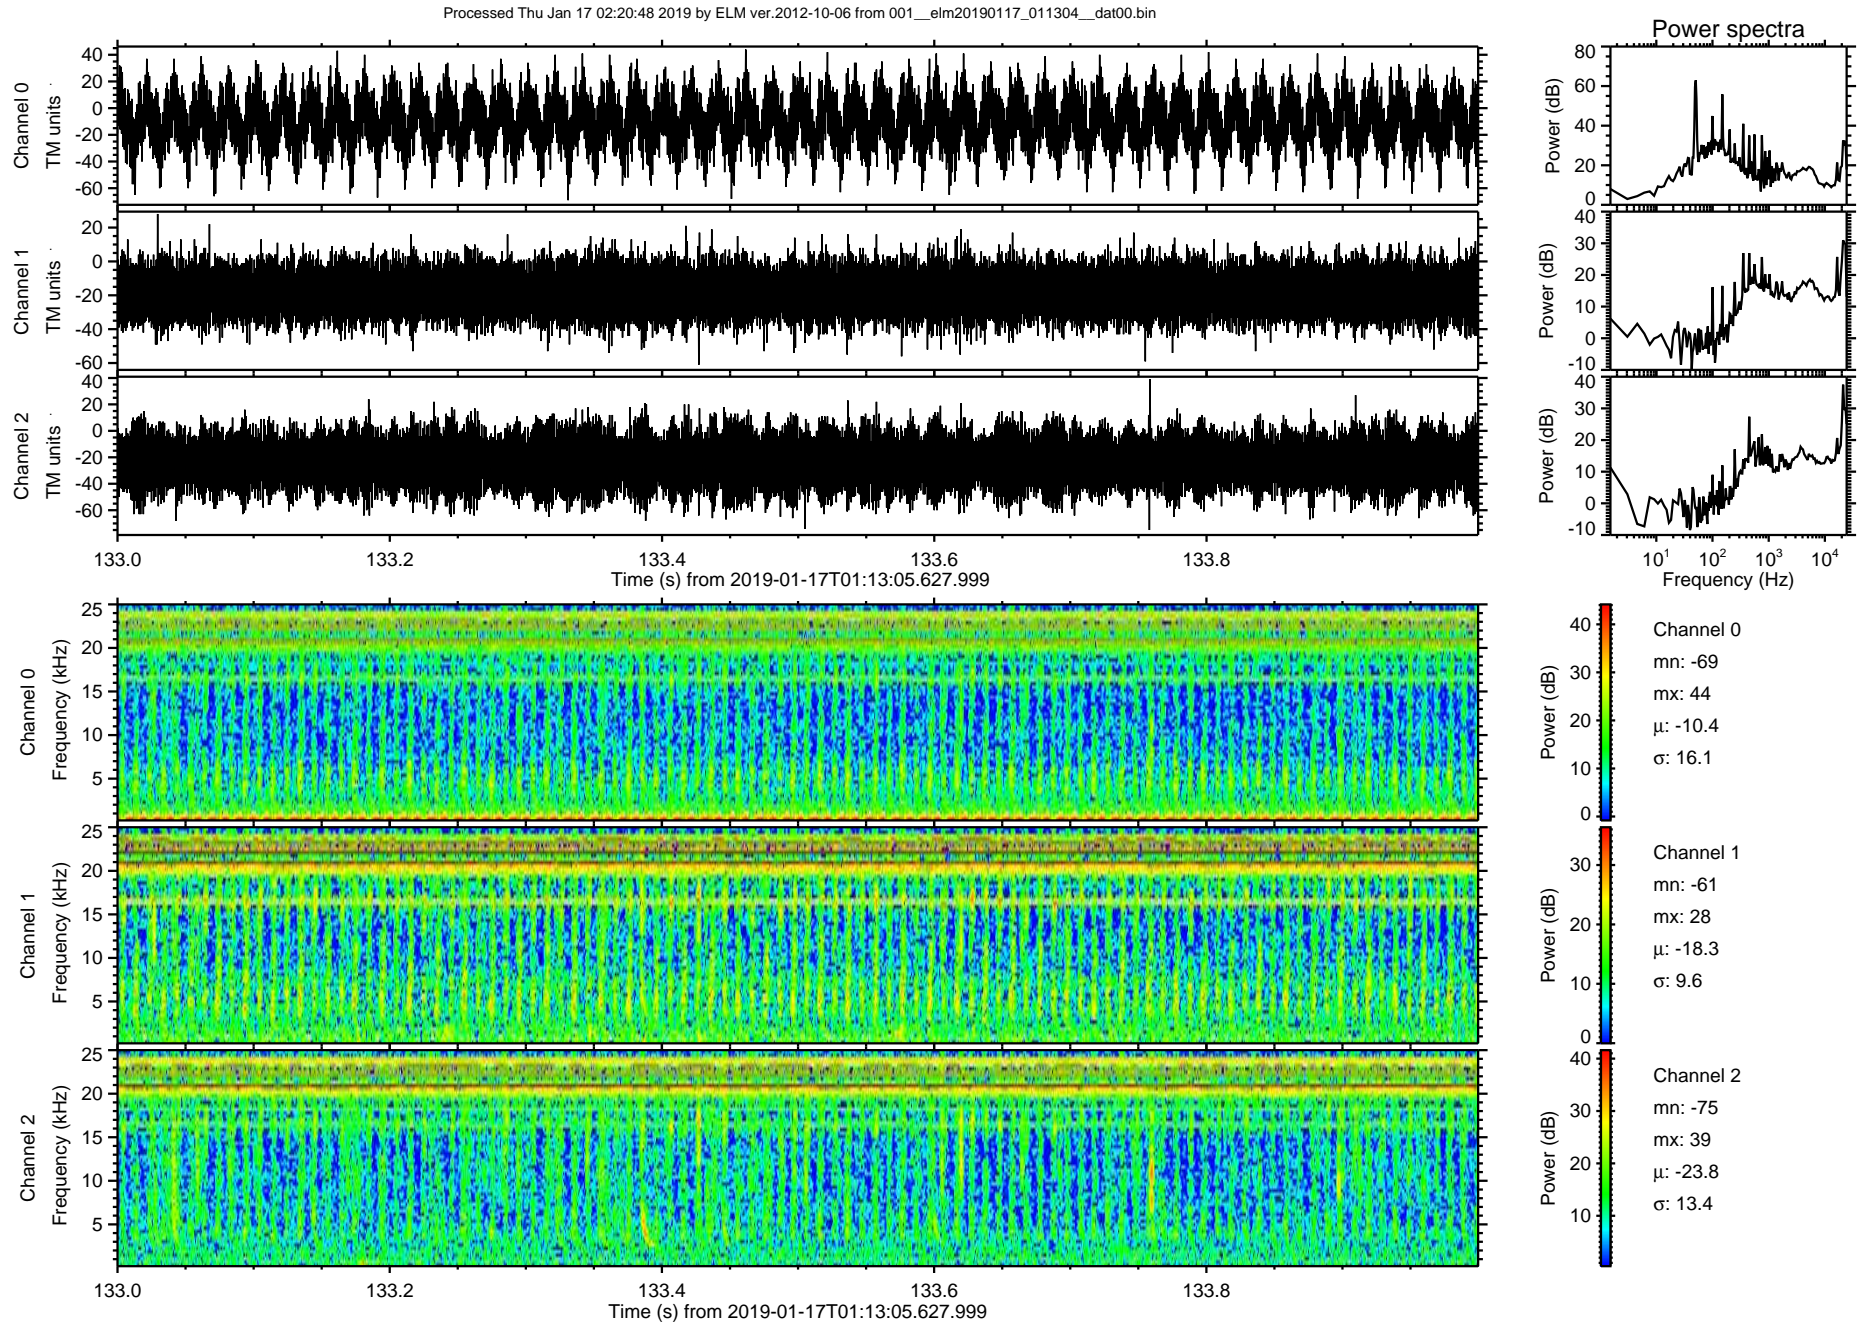 Processed Thu Jan 17 02:20:48 2019 by ELM ver.2012-10-06 from 001__elm20190117_011304__dat00.bin
Power spectra
Channel 0
TM units
40
20
0
-20
-40
-60
Power (dB)
80
60
40
20
0
Channel 1
TM units
20
0
-20
-40
-60
Power (dB)
40
30
20
10
0
-10
Channel 2
TM units
40
20
0
-20
-40
-60
Power (dB)
40
30
20
10
0
-10
133.0 133.2 133.4 133.6 133.8
Time (s) from 2019-01-17T01:13:05.627.999
10¹ 10² 10³ 10⁴
Frequency (Hz)
Channel 0
Frequency (kHz)
25
20
15
10
5
Power (dB)
40
30
20
10
0
Channel 0
mn: -69
mx: 44
μ: -10.4
σ: 16.1
Channel 1
Frequency (kHz)
25
20
15
10
5
Power (dB)
30
20
10
0
Channel 1
mn: -61
mx: 28
μ: -18.3
σ: 9.6
Channel 2
Frequency (kHz)
25
20
15
10
5
Power (dB)
40
30
20
10
Channel 2
mn: -75
mx: 39
μ: -23.8
σ: 13.4
133.0 133.2 133.4 133.6 133.8
Time (s) from 2019-01-17T01:13:05.627.999